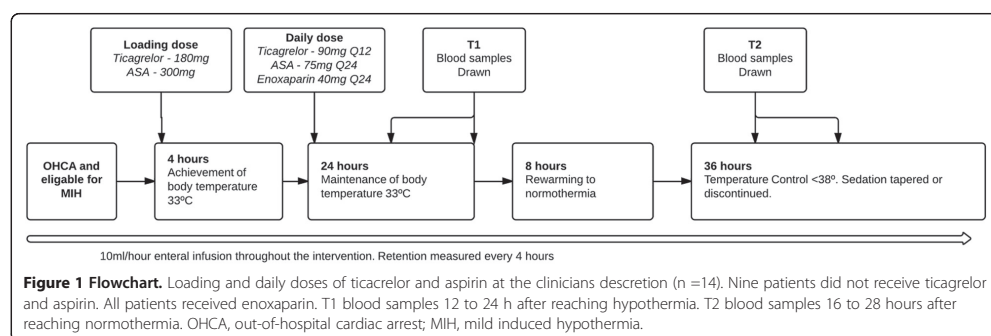 Loading dose
Ticagrelor - 180mg
ASA - 300mg
Daily dose
Ticagrelor - 90mg Q12
ASA - 75mg Q24
Enoxaparin 40mg Q24
T1
Blood samples
Drawn
T2
Blood samples
Drawn
OHCA and
eligable for
MIH
4 hours
Achievement of
body temperature
33ºC
24 hours
Maintenance of body
temperature 33ºC
8 hours
Rewarming to
normothermia
36 hours
Temperature Control <38º. Sedation tapered or
discontinued.
10ml/hour enteral infusion throughout the intervention. Retention measured every 4 hours
Figure 1 Flowchart. Loading and daily doses of ticacrelor and aspirin at the clinicians descretion (n =14). Nine patients did not receive ticagrelor
and aspirin. All patients received enoxaparin. T1 blood samples 12 to 24 h after reaching hypothermia. T2 blood samples 16 to 28 hours after
reaching normothermia. OHCA, out-of-hospital cardiac arrest; MIH, mild induced hypothermia.